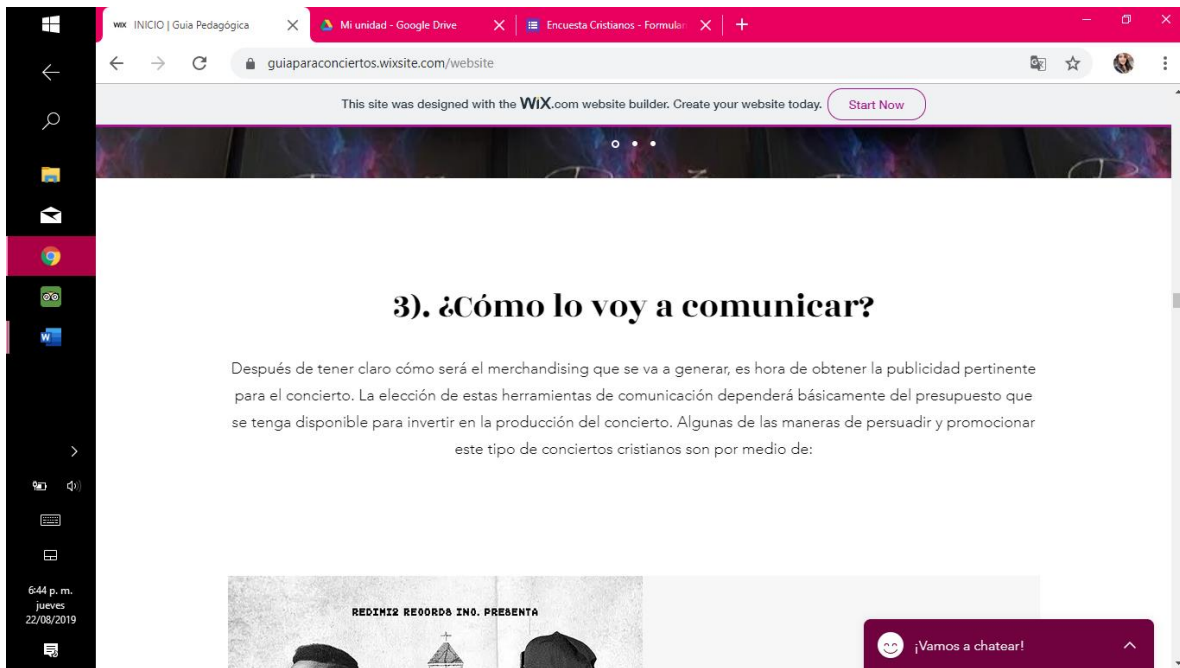 WiX INICIO | Guia Pedagógica
Mi unidad - Google Drive
Encuesta Cristianos - Formular
guiaparaconciertos.wixsite.com/website
This site was designed with the WiX.com website builder. Create your website today. Start Now
3). ¿Cómo lo voy a comunicar?
Después de tener claro cómo será el merchandising que se va a generar, es hora de obtener la publicidad pertinente
para el concierto. La elección de estas herramientas de comunicación dependerá básicamente del presupuesto que
se tenga disponible para invertir en la producción del concierto. Algunas de las maneras de persuadir y promocionar
este tipo de conciertos cristianos son por medio de:
6:44 p. m.
jueves
22/08/2019
REDIMI2 RECORDS INC. PRESENTA
¡Vamos a chatear!